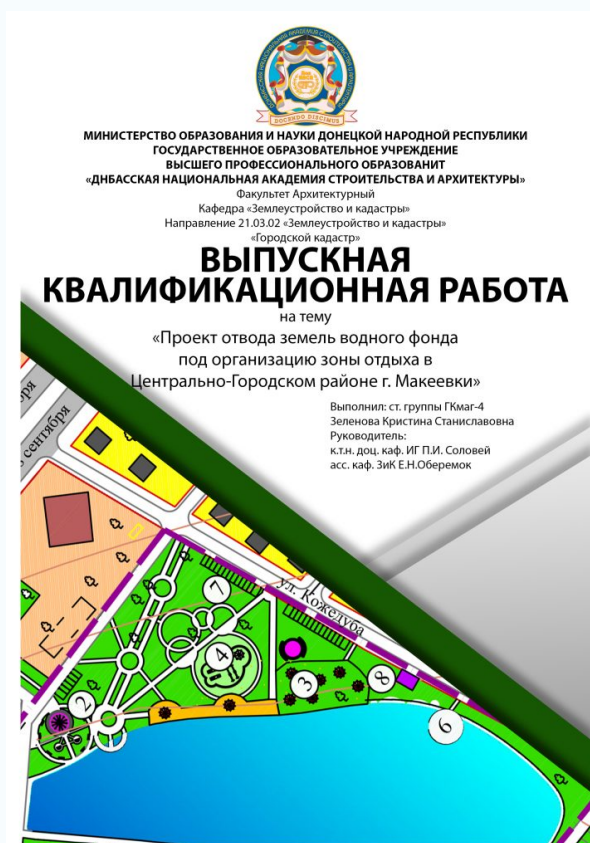 DOCENDO DISCIMUS
МИНИСТЕРСТВО ОБРАЗОВАНИЯ И НАУКИ ДОНЕЦКОЙ НАРОДНОЙ РЕСПУБЛИКИ
ГОСУДАРСТВЕННОЕ ОБРАЗОВАТЕЛЬНОЕ УЧРЕЖДЕНИЕ
ВЫСШЕГО ПРОФЕССИОНАЛЬНОГО ОБРАЗОВАНИТ
«ДНБАССКАЯ НАЦИОНАЛЬНАЯ АКАДЕМИЯ СТРОИТЕЛЬСТВА И АРХИТЕКТУРЫ»
Факультет Архитектурный
Кафедра «Землеустройство и кадастры»
Направление 21.03.02 «Землеустройство и кадастры»
«Городской кадастр»
ВЫПУСКНАЯ
КВАЛИФИКАЦИОННАЯ РАБОТА
на тему
«Проект отвода земель водного фонда
под организацию зоны отдыха в
Центрально-Городском районе г. Макеевки»
Выполнил: ст. группы ГКмаг-4
Зеленова Кристина Станиславовна
Руководитель:
к.т.н. доц. каф. ИГ П.И. Соловей
асс. каф. ЗиК Е.Н.Оберемок
сентября
ул. Кожедуба
7
4
3
8
2
6